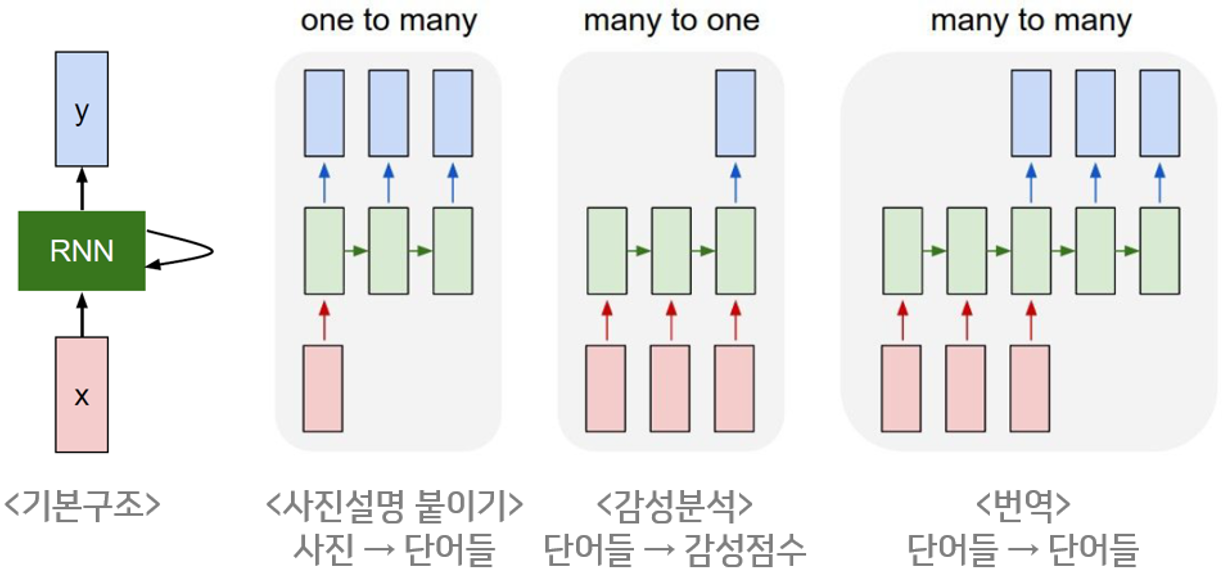 one to many
many to one
many to many
y
RNN
x
<기본구조>
<사진설명 붙이기>
사진 → 단어들
<감성분석>
단어들 → 감성점수
<번역>
단어들 → 단어들